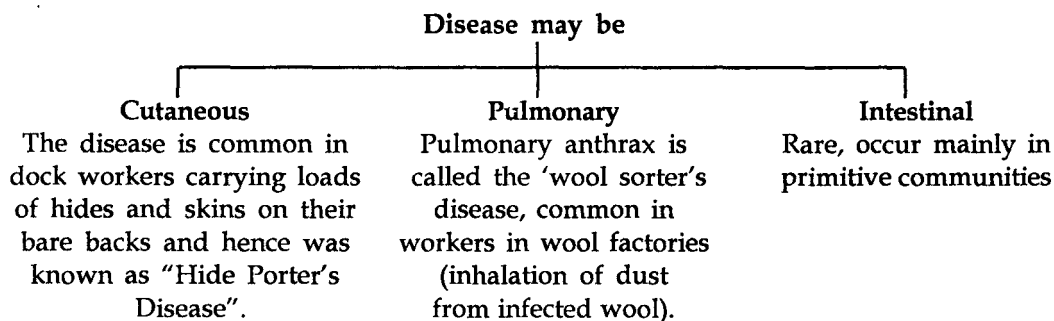 Disease may be
Cutaneous
The disease is common in
dock workers carrying loads
of hides and skins on their
bare backs and hence was
known as "Hide Porter's
Disease".
Pulmonary
Pulmonary anthrax is
called the 'wool sorter's
disease, common in
workers in wool factories
(inhalation of dust
from infected wool).
Intestinal
Rare, occur mainly in
primitive communities